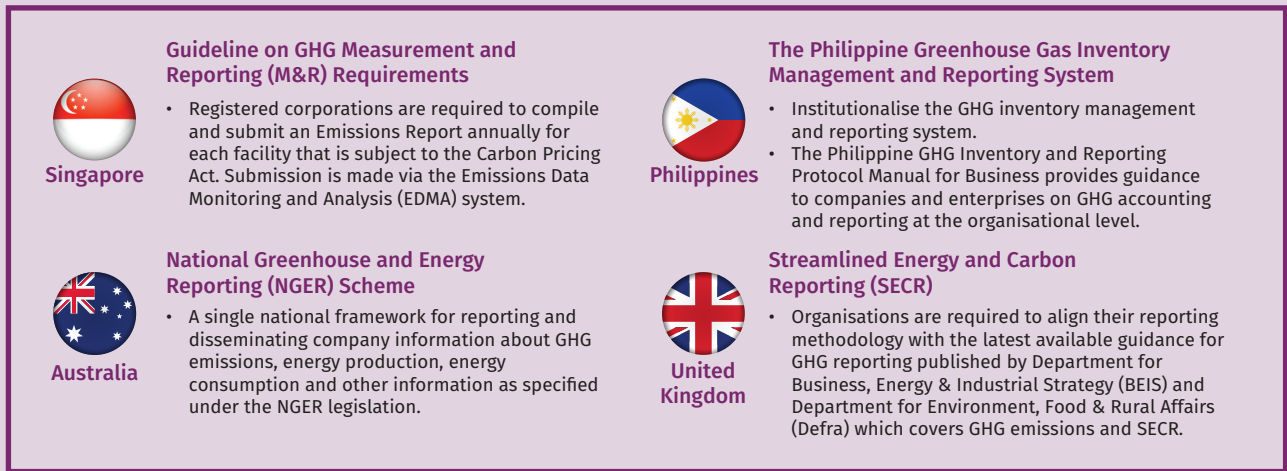 Singapore
Guideline on GHG Measurement and
Reporting (M&R) Requirements
• Registered corporations are required to compile
and submit an Emissions Report annually for
each facility that is subject to the Carbon Pricing
Act. Submission is made via the Emissions Data
Monitoring and Analysis (EDMA) system.
Philippines
The Philippine Greenhouse Gas Inventory
Management and Reporting System
• Institutionalise the GHG inventory management
and reporting system.
• The Philippine GHG Inventory and Reporting
Protocol Manual for Business provides guidance
to companies and enterprises on GHG accounting
and reporting at the organisational level.
Australia
National Greenhouse and Energy
Reporting (NGER) Scheme
• A single national framework for reporting and
disseminating company information about GHG
emissions, energy production, energy
consumption and other information as specified
under the NGER legislation.
United
Kingdom
Streamlined Energy and Carbon
Reporting (SECR)
• Organisations are required to align their reporting
methodology with the latest available guidance for
GHG reporting published by Department for
Business, Energy & Industrial Strategy (BEIS) and
Department for Environment, Food & Rural Affairs
(Defra) which covers GHG emissions and SECR.